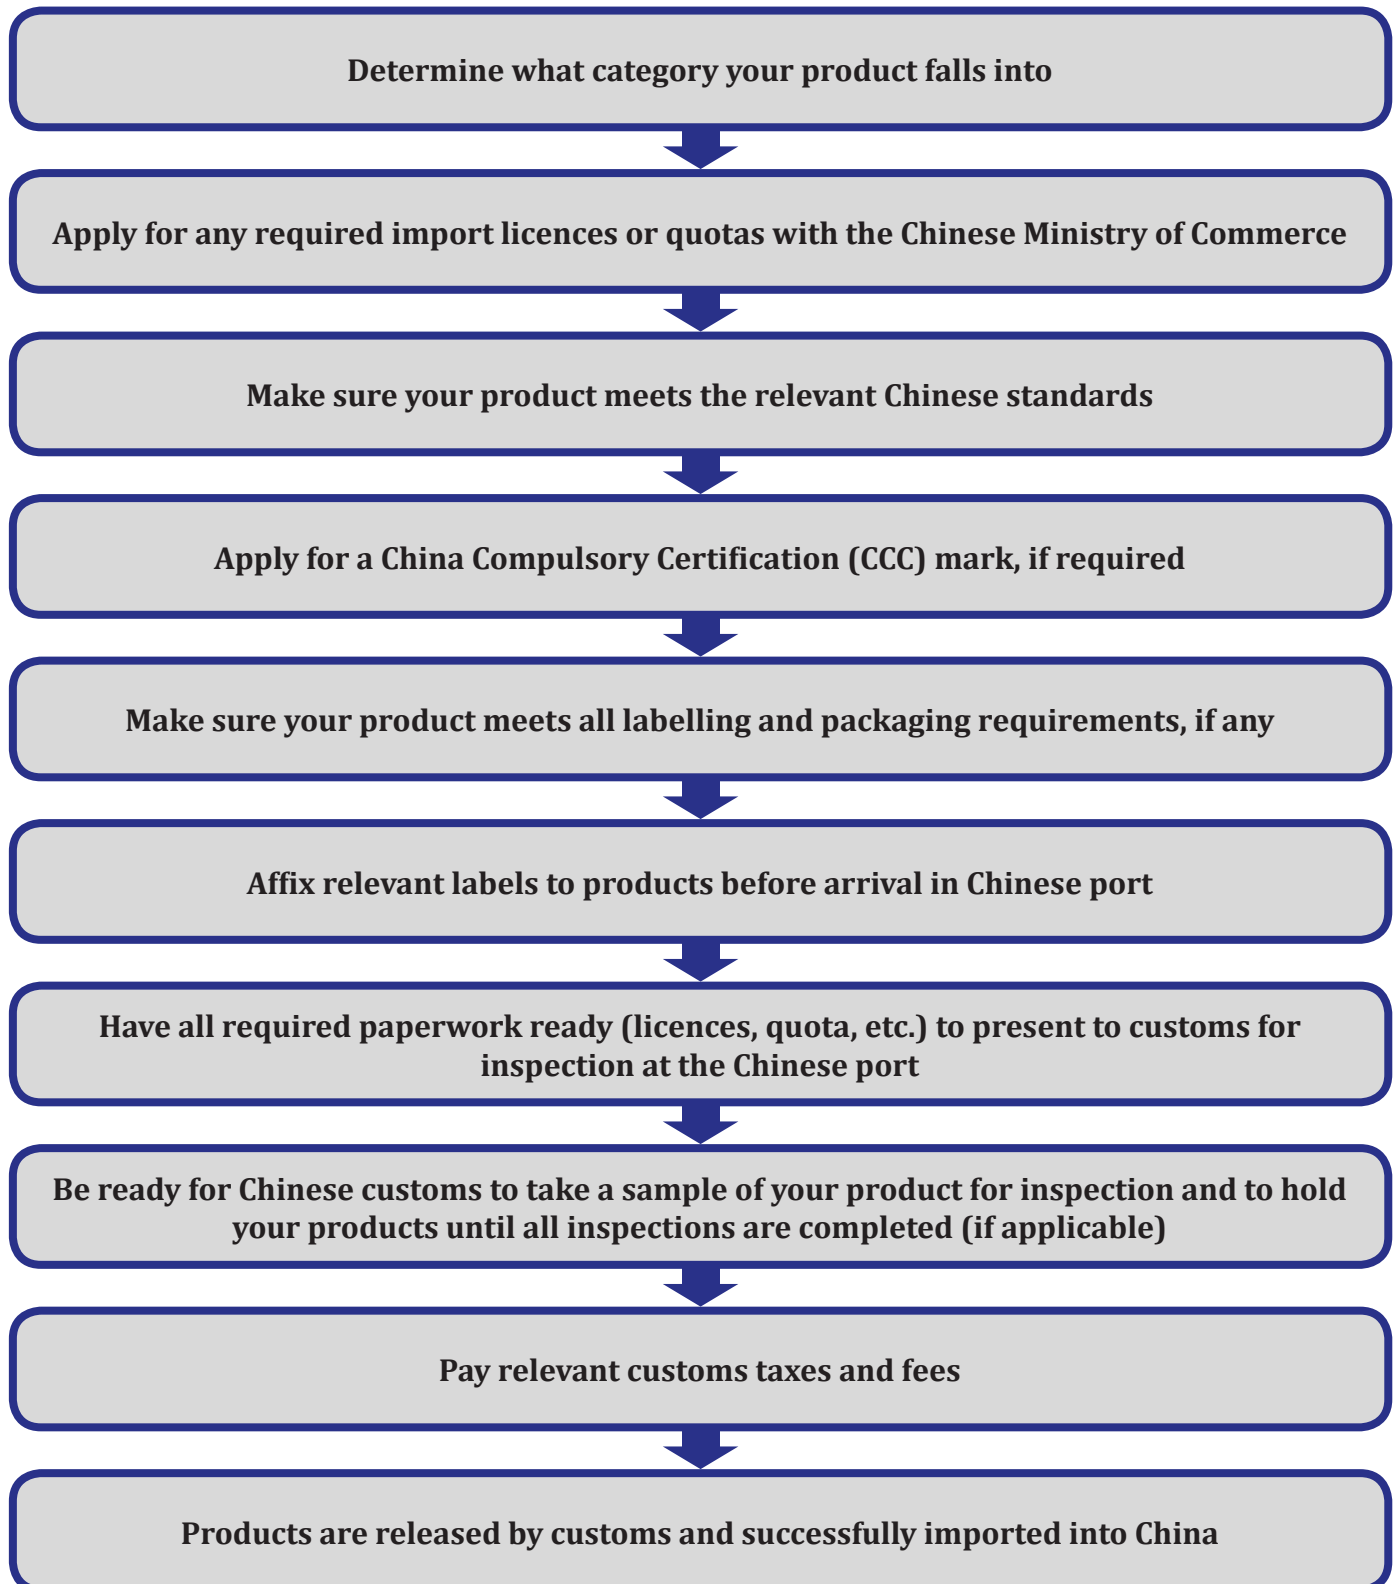 Determine what category your product falls into
Apply for any required import licences or quotas with the Chinese Ministry of Commerce
Make sure your product meets the relevant Chinese standards
Apply for a China Compulsory Certification (CCC) mark, if required
Make sure your product meets all labelling and packaging requirements, if any
Affix relevant labels to products before arrival in Chinese port
Have all required paperwork ready (licences, quota, etc.) to present to customs for
inspection at the Chinese port
Be ready for Chinese customs to take a sample of your product for inspection and to hold
your products until all inspections are completed (if applicable)
Pay relevant customs taxes and fees
Products are released by customs and successfully imported into China